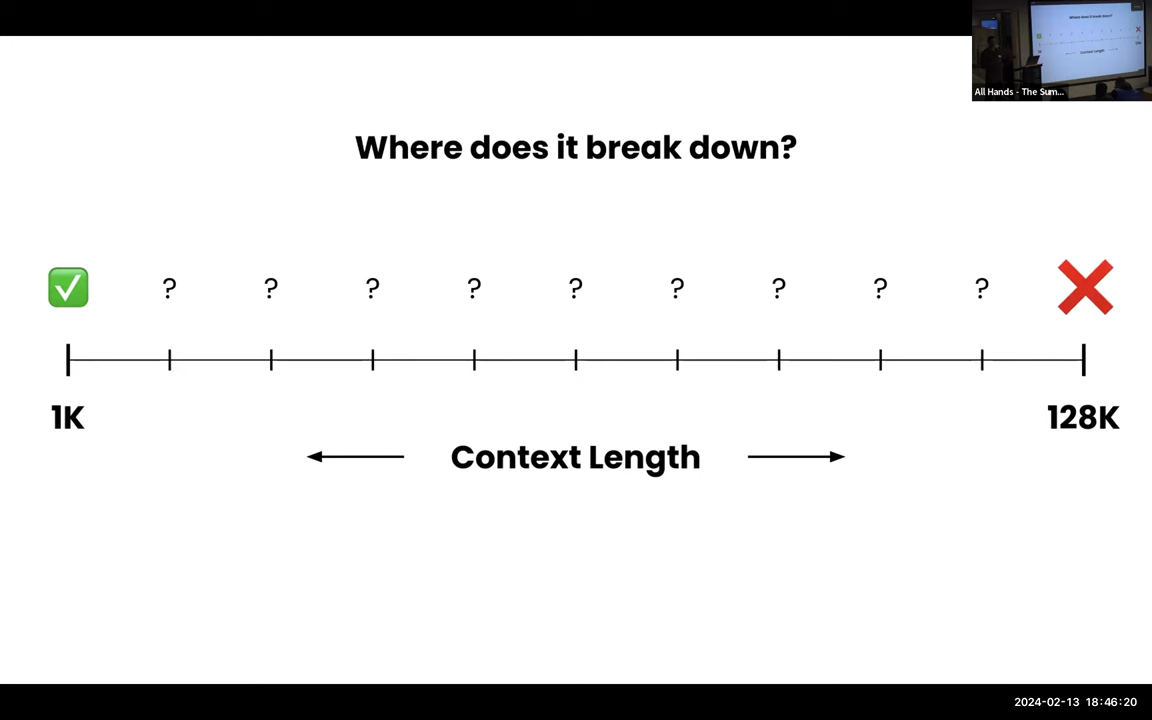 Where does it break down?
All Hands - The Sum...
? ? ? ? ? ? ? ? ?
1K 128K
Context Length
2024-02-13 18:46:20